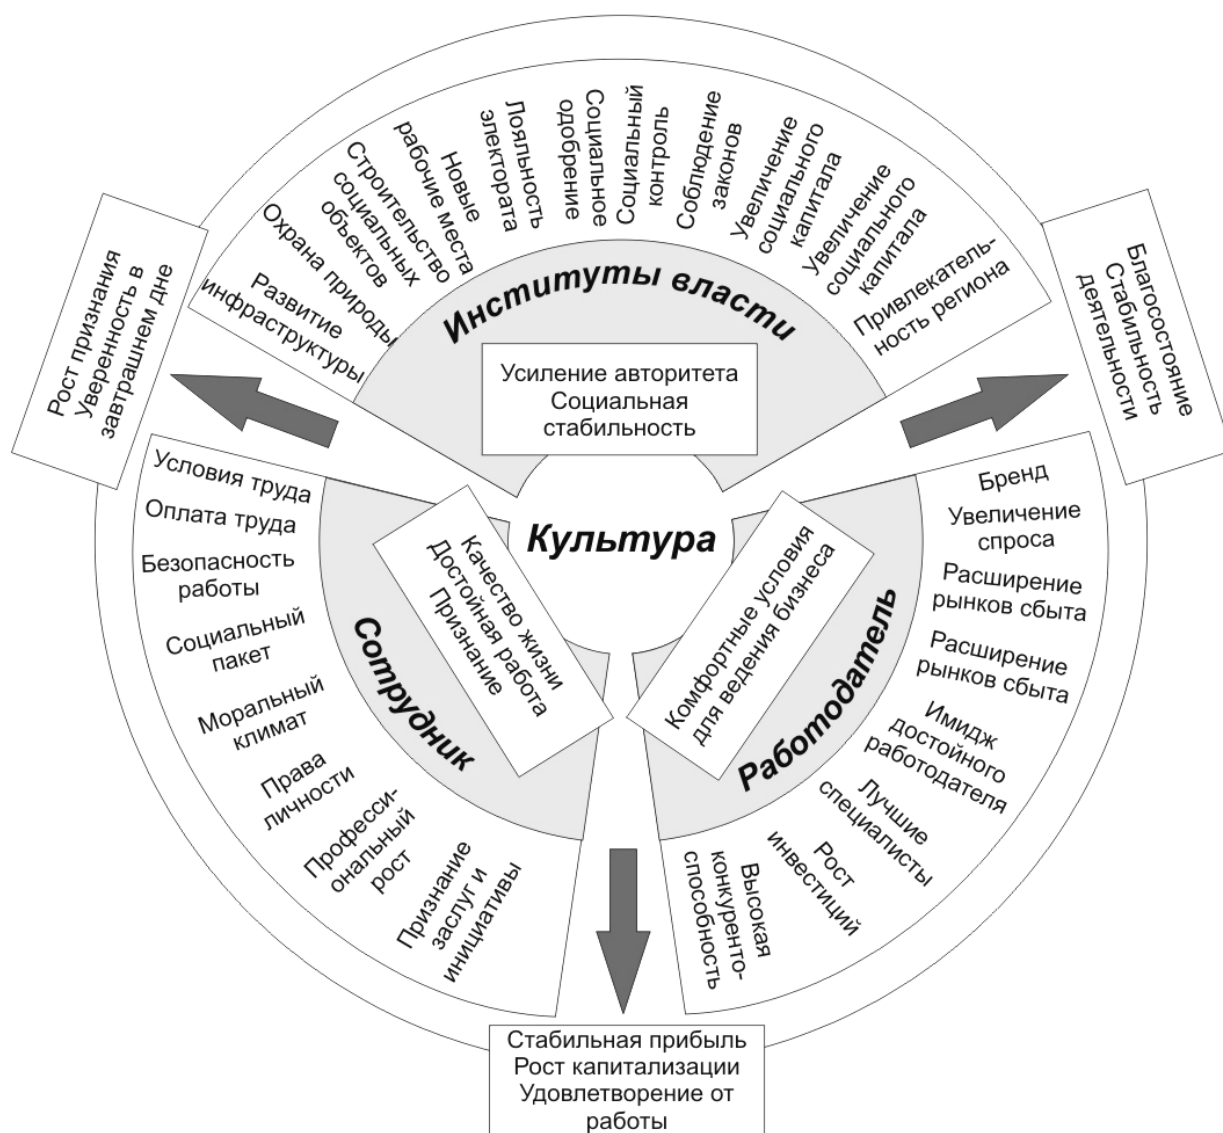 Развитие
инфраструктуры
Охрана природы
Строительство
социальных
объектов
Новые
рабочие места
Лояльность
электората
Социальное
одобрение
Социальный
контроль
Соблюдение
законов
Увеличение
социального
капитала
Увеличение
социального
капитала
Привлекатель-
ность региона
Институты власти
Усиление авторитета
Социальная
стабильность
Рост признания
Уверенность в
завтрашнем дне
Благосостояние
Стабильность
деятельности
Культура
Условия труда
Оплата труда
Безопасность
работы
Социальный
пакет
Моральный
климат
Права
личности
Професси-
ональный
рост
Признание
заслуг и
инициативы
Сотрудник
Качество жизни
Достойная работа
Признание
Комфортные условия
для ведения бизнеса
Работодатель
Бренд
Увеличение
спроса
Расширение
рынков сбыта
Расширение
рынков сбыта
Имидж
достойного
работодателя
Лучшие
специалисты
Рост
инвестиций
Высокая
конкуренто-
способность
Стабильная прибыль
Рост капитализации
Удовлетворение от
работы